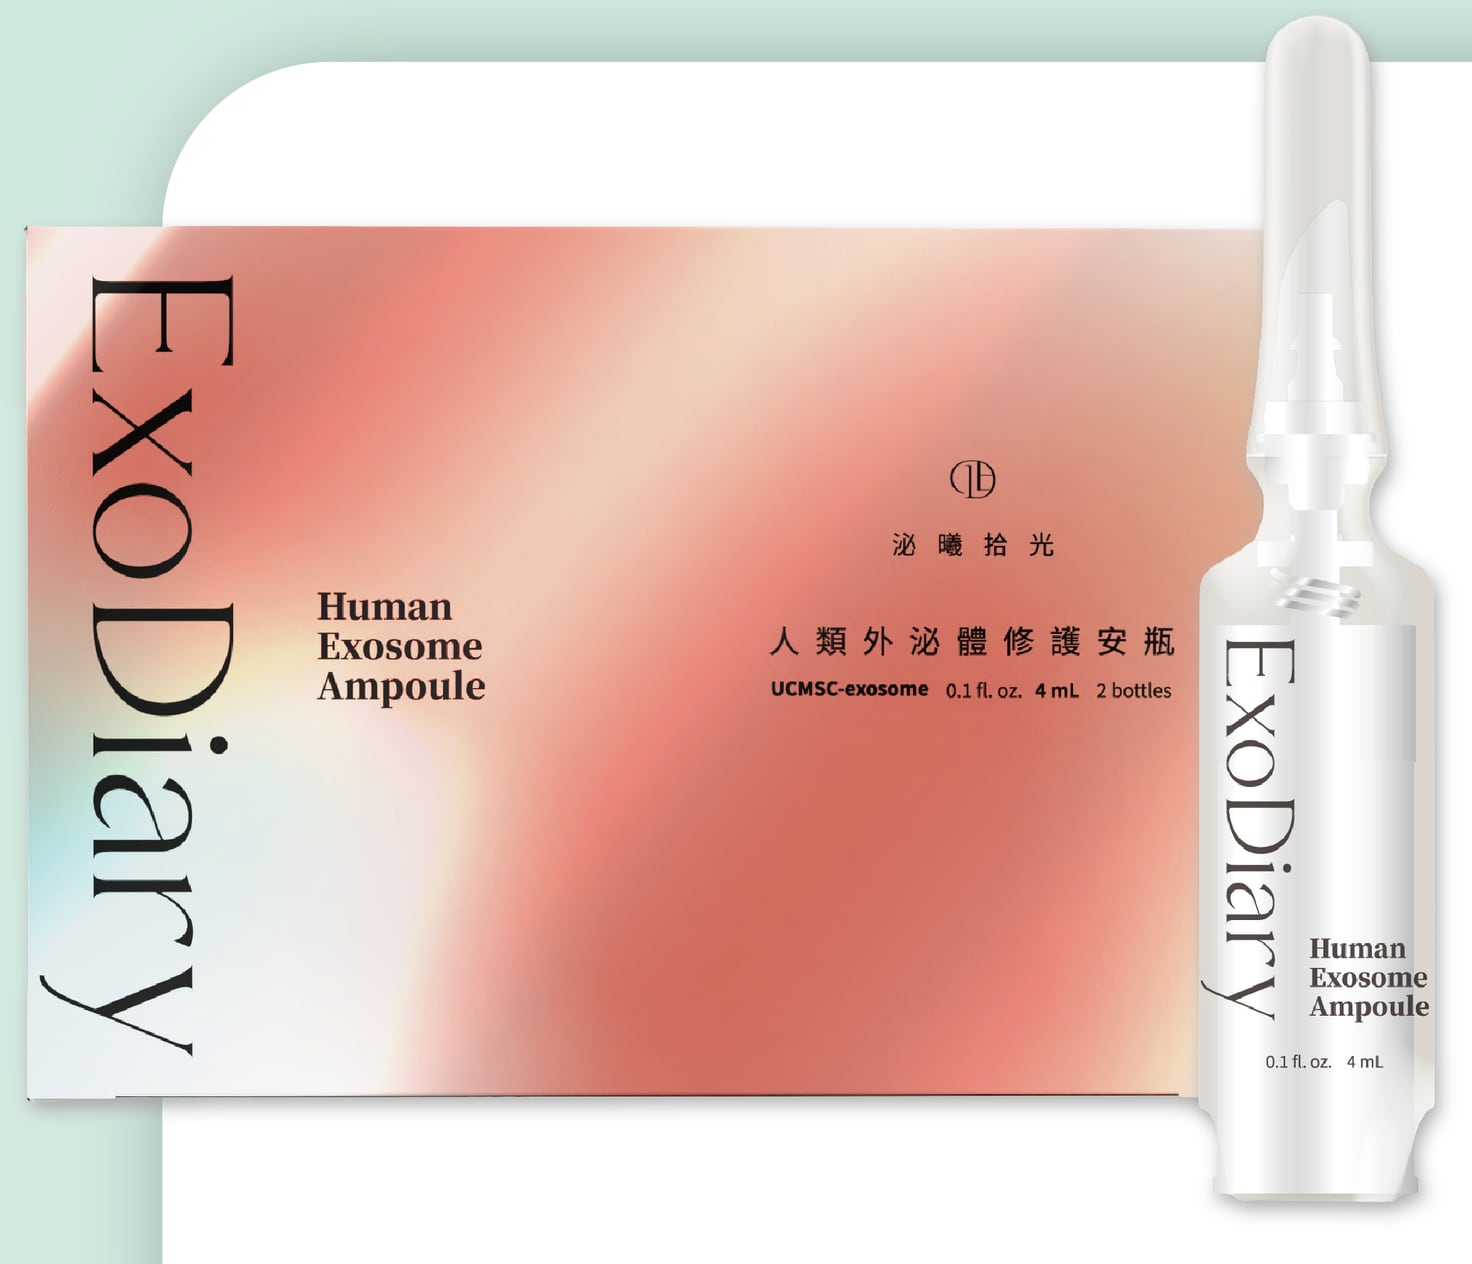 ExoDiary
Human
Exosome
Ampoule
泌曦拾光
人類外泌體修護安瓶
UCMSC-exosome 0.1 fl. oz. 4 mL 2 bottles
ExoDiary
Human
Exosome
Ampoule
0.1 fl. oz. 4 mL